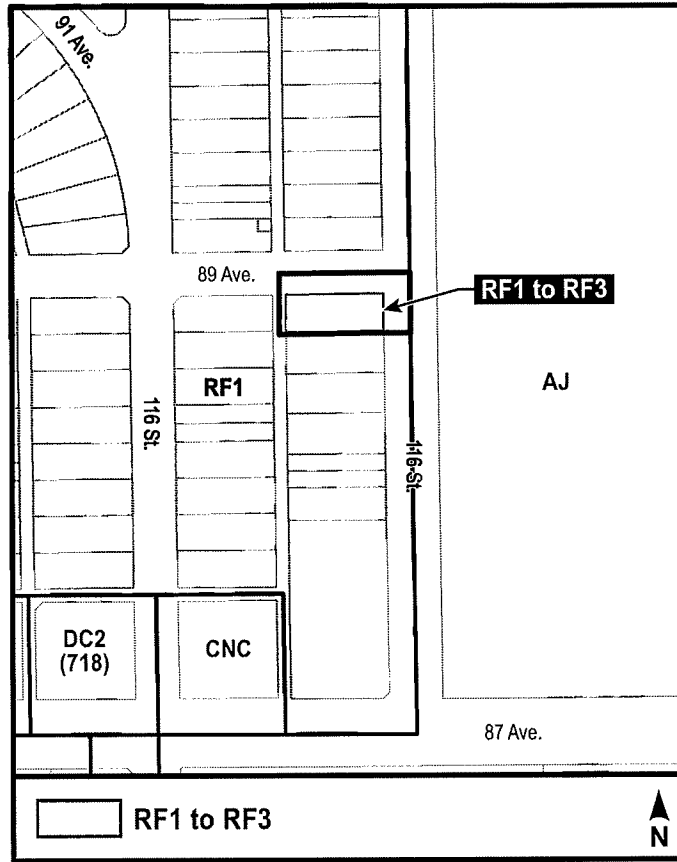 91 Ave.
89 Ave.
RF1 to RF3
RF1
AJ
116 St.
116 St.
DC2
(718)
CNC
87 Ave.
RF1 to RF3
N